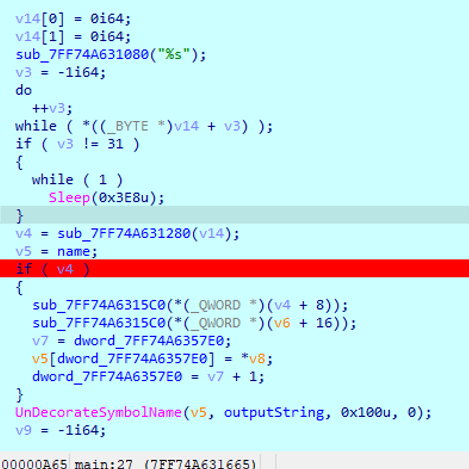 v14[0] = 0i64;
v14[1] = 0i64;
sub_7FF74A631080("%s");
v3 = -1i64;
do
++v3;
while ( *((_BYTE *)v14 + v3) );
if ( v3 != 31 )
{
while ( 1 )
Sleep(0x3E8u);
}
v4 = sub_7FF74A631280(v14);
v5 = name;
if ( v4 )
{
sub_7FF74A6315C0(*(_QWORD *)(v4 + 8));
sub_7FF74A6315C0(*(_QWORD *)(v6 + 16));
v7 = dword_7FF74A6357E0;
v5[dword_7FF74A6357E0] = *v8;
dword_7FF74A6357E0 = v7 + 1;
}
UnDecorateSymbolName(v5, outputString, 0x100u, 0);
v9 = -1i64;
00000A65 main:27 (7FF74A631665)